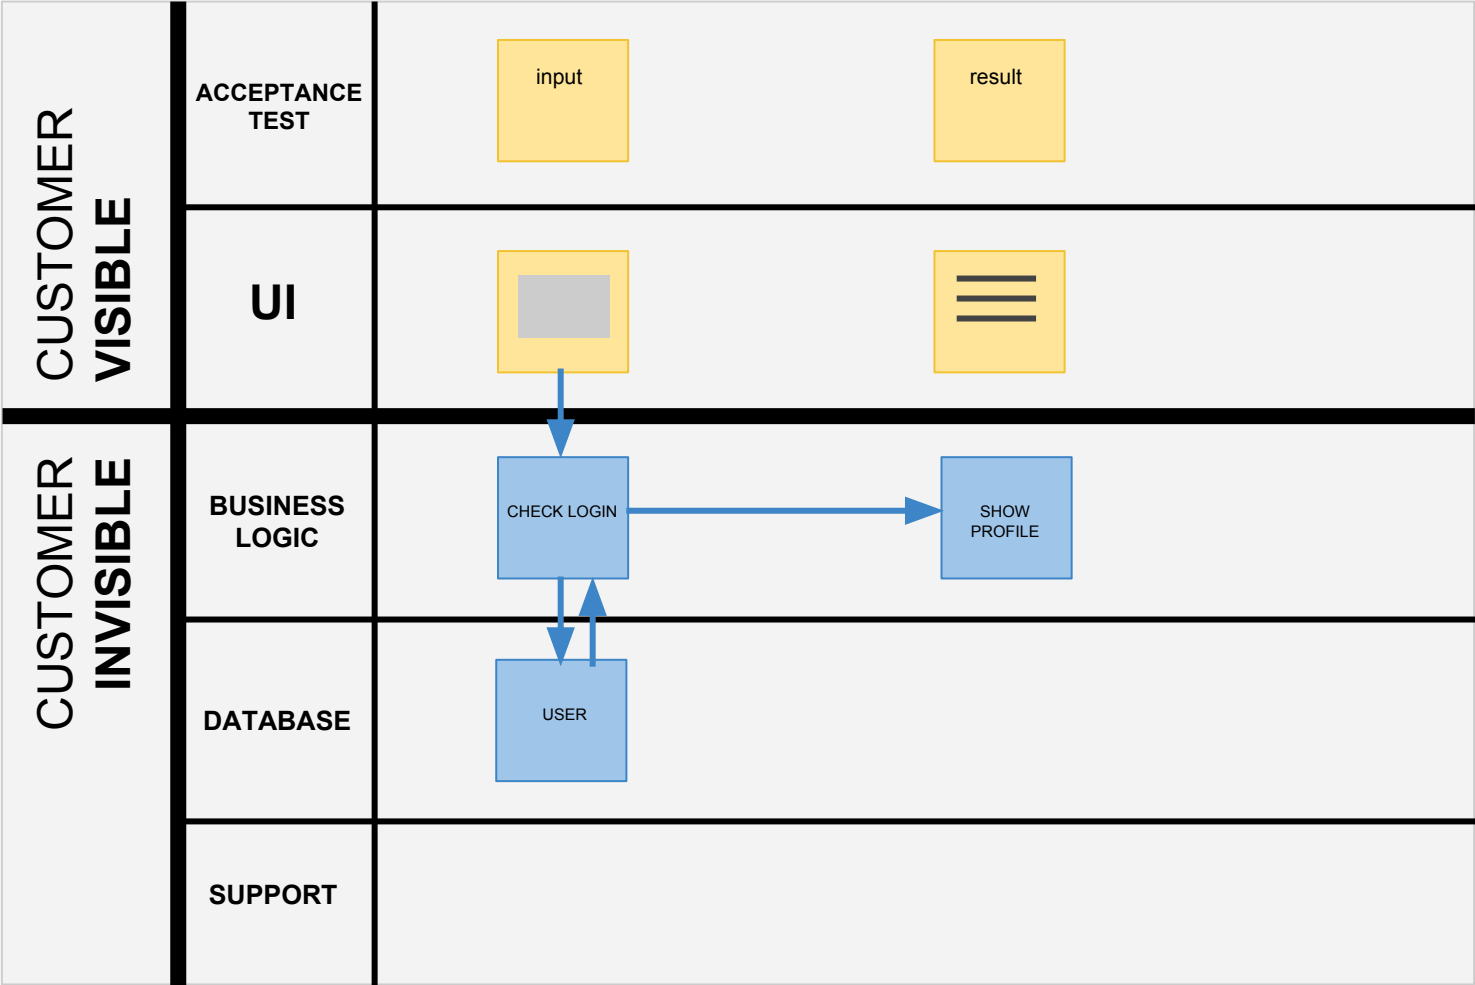 CUSTOMER
VISIBLE
ACCEPTANCE
TEST
input
result
UI
CUSTOMER
INVISIBLE
BUSINESS
LOGIC
CHECK LOGIN
SHOW
PROFILE
DATABASE
USER
SUPPORT